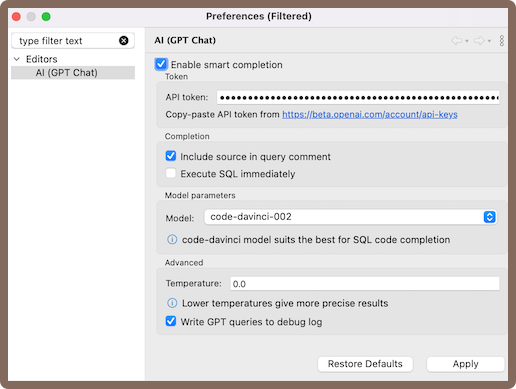 Preferences (Filtered)
type filter text
Editors
AI (GPT Chat)
AI (GPT Chat)
Enable smart completion
Token
API token: ••••••••••••••••••••••••••••••••••••••••••••
Copy-paste API token from https://beta.openai.com/account/api-keys
Completion
Include source in query comment
Execute SQL immediately
Model parameters
Model: code-davinci-002
code-davinci model suits the best for SQL code completion
Advanced
Temperature: 0.0
Lower temperatures give more precise results
Write GPT queries to debug log
Restore Defaults Apply